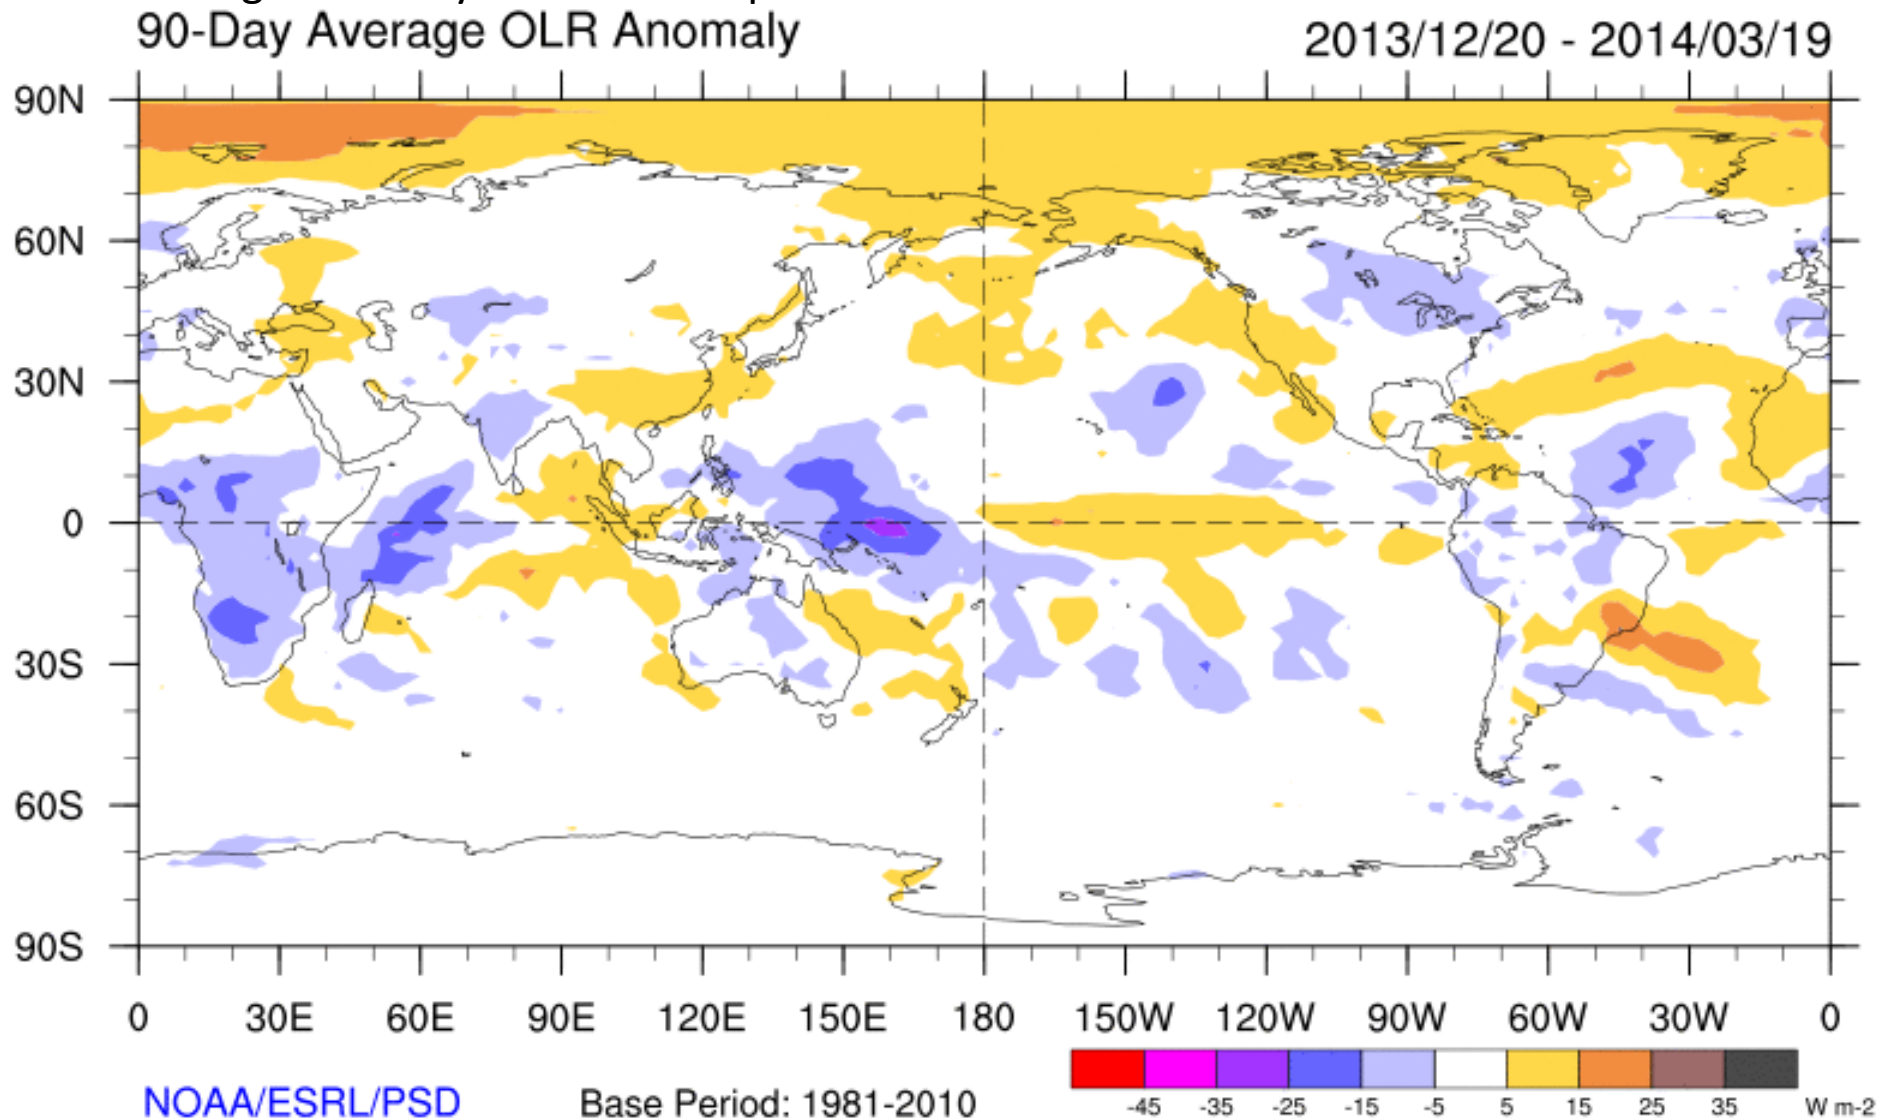 90-Day Average OLR Anomaly 2013/12/20 - 2014/03/19
90N
60N
30N
0
30S
60S
90S
0 30E 60E 90E 120E 150E 180 150W 120W 90W 60W 30W 0
-45 -35 -25 -15 -5 5 15 25 35 W m-2
NOAA/ESRL/PSD Base Period: 1981-2010